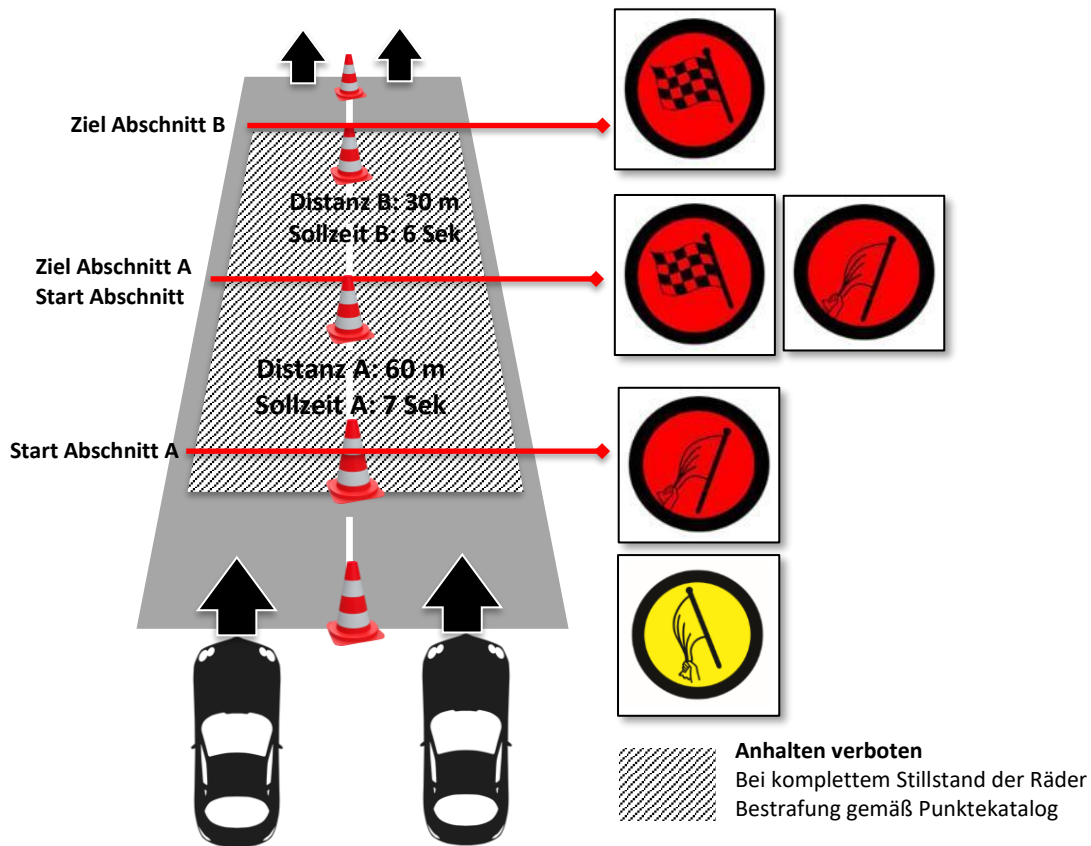 Ziel Abschnitt B
Distanz B: 30 m
Sollzeit B: 6 Sek
Ziel Abschnitt A
Start Abschnitt
Distanz A: 60 m
Sollzeit A: 7 Sek
Start Abschnitt A
Anhalten verboten
Bei komplettem Stillstand der Räder
Bestrafung gemäß Punktekatalog